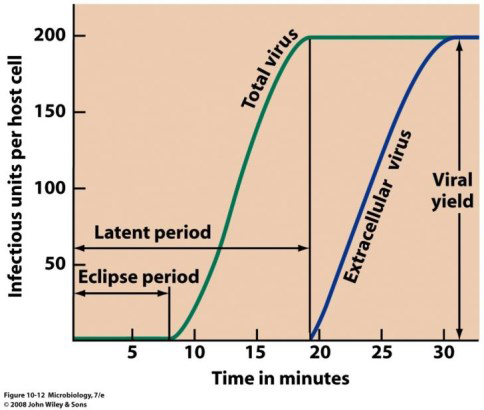 Infectious units per host cell
200
150
100
50
Total virus
Extracellular virus
Viral
yield
Latent period
Eclipse period
5 10 15 20 25 30
Time in minutes
Figure 10-12 Microbiology, 7/e
© 2008 John Wiley & Sons